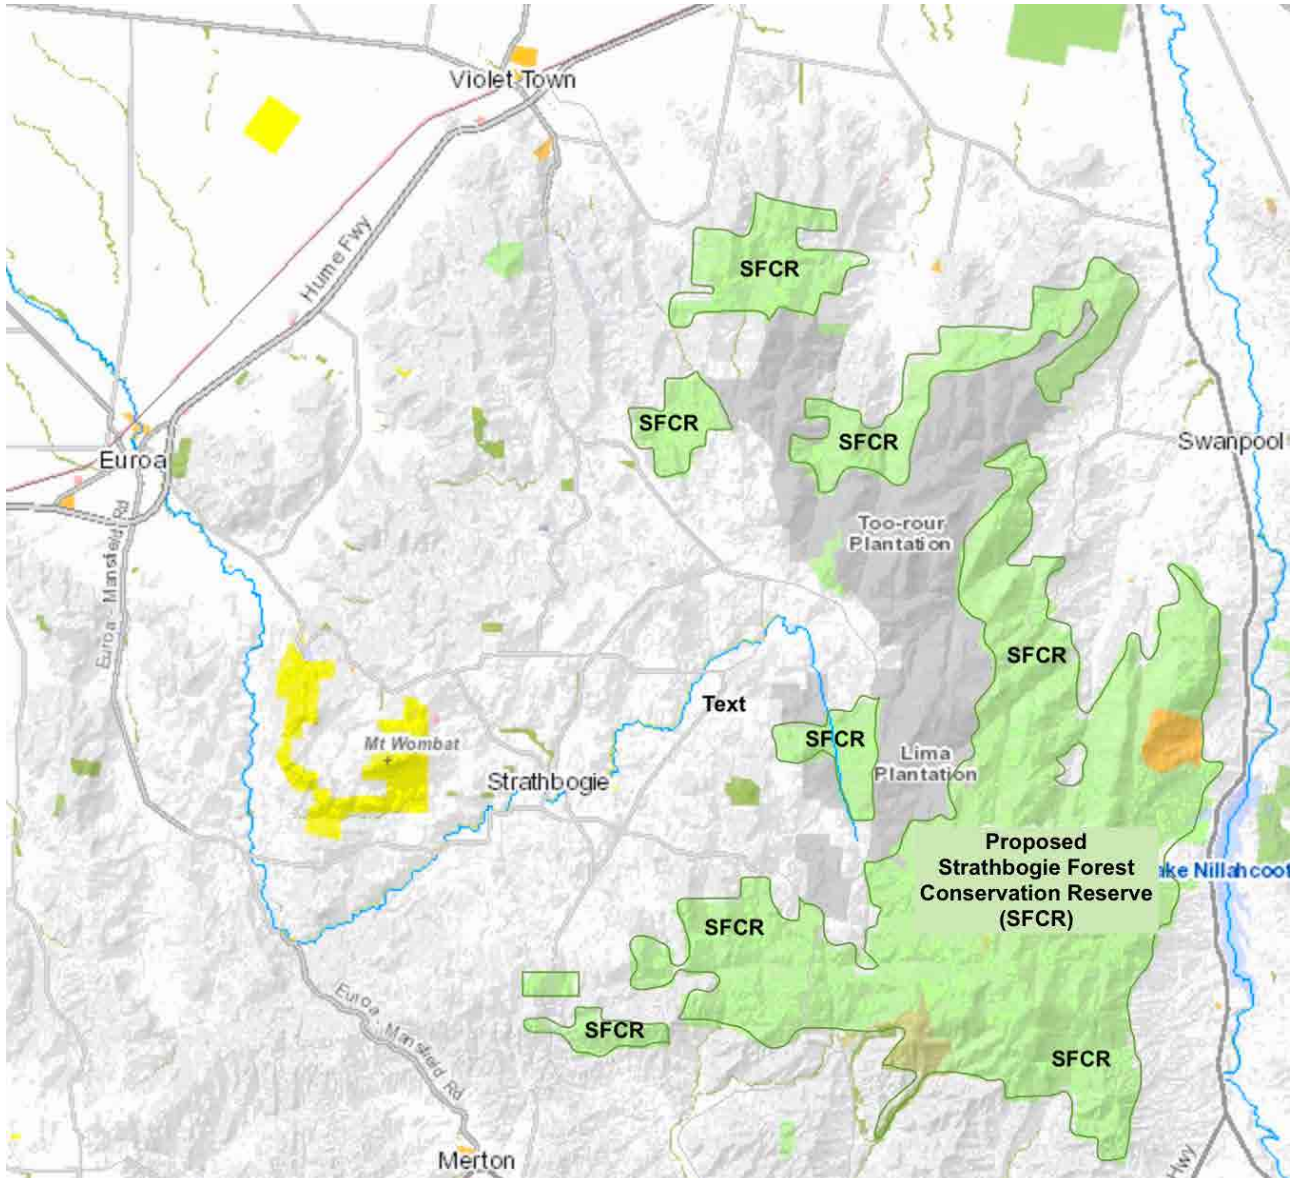 Violet Town
Hume Fwy
SFCR
SFCR
SFCR
Euroa
Swanpool
Euroa - Mansfield Rd
Too-rour
Plantation
SFCR
Text
Mt Wombat
SFCR
Lima
Plantation
Strathbogie
Proposed
Strathbogie Forest
Conservation Reserve
(SFCR)
ake Nillahcoot
SFCR
SFCR
SFCR
Euroa - Mansfield Rd
Merton
Hwy